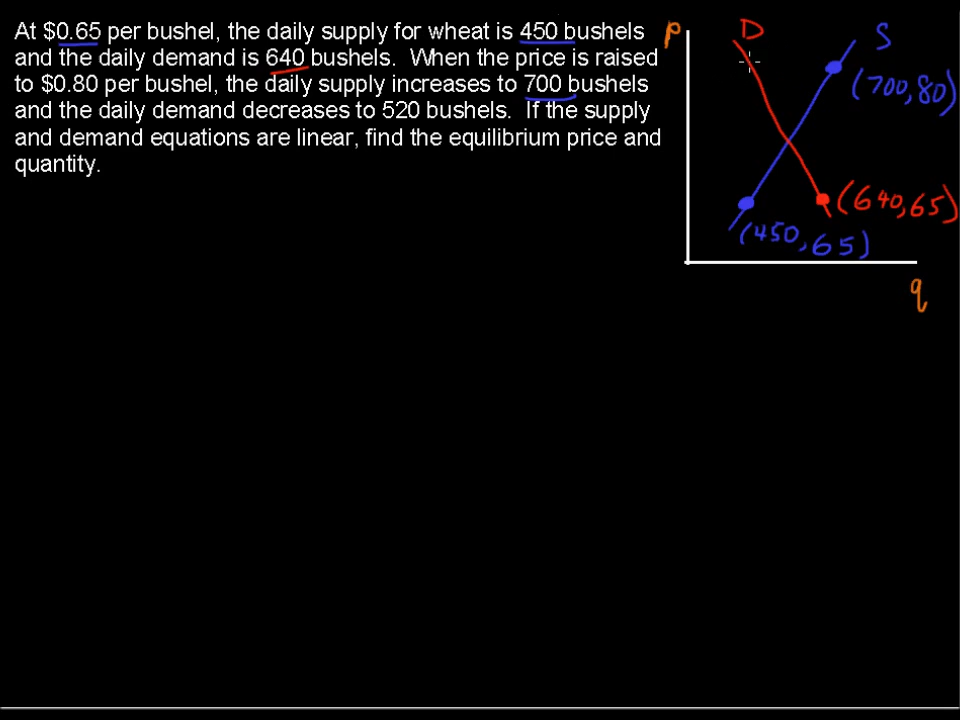 At $0.65 per bushel, the daily supply for wheat is 450 bushels
and the daily demand is 640 bushels.  When the price is raised
to $0.80 per bushel, the daily supply increases to 700 bushels
and the daily demand decreases to 520 bushels.  If the supply
and demand equations are linear, find the equilibrium price and
quantity.
P
D
S
(700,80)
(640,65)
(450,65)
q